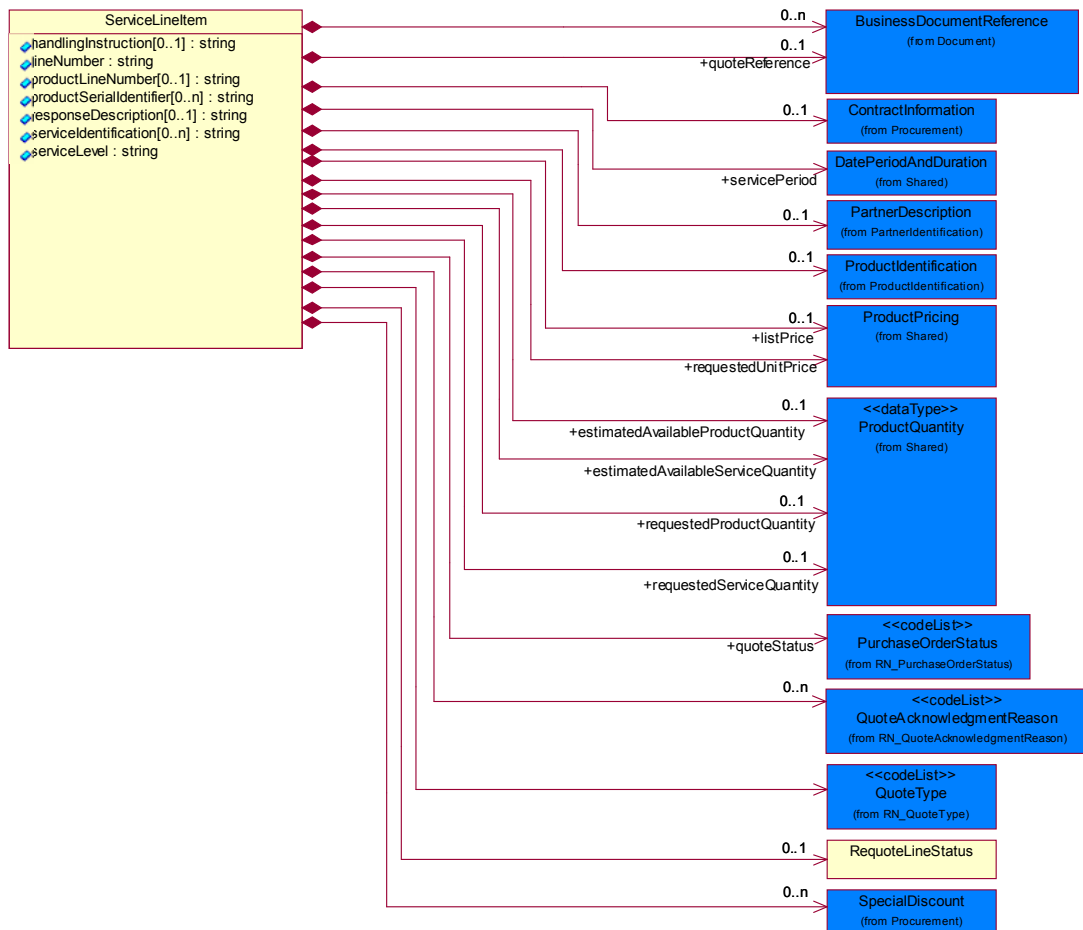 ServiceLineItem
handlingInstruction[0..1] : string
lineNumber : string
productLineNumber[0..1] : string
productSerialIdentifier[0..n] : string
responseDescription[0..1] : string
serviceIdentification[0..n] : string
serviceLevel : string
0..n
BusinessDocumentReference
(from Document)
0..1
+quoteReference
0..1
ContractInformation
(from Procurement)
+servicePeriod
DatePeriodAndDuration
(from Shared)
0..1
PartnerDescription
(from PartnerIdentification)
0..1
ProductIdentification
(from ProductIdentification)
0..1
+listPrice
ProductPricing
(from Shared)
+requestedUnitPrice
0..1
+estimatedAvailableProductQuantity
<<dataType>>
ProductQuantity
(from Shared)
+estimatedAvailableServiceQuantity
0..1
+requestedProductQuantity
0..1
+requestedServiceQuantity
+quoteStatus
<<codeList>>
PurchaseOrderStatus
(from RN_PurchaseOrderStatus)
0..n
<<codeList>>
QuoteAcknowledgmentReason
(from RN_QuoteAcknowledgmentReason)
<<codeList>>
QuoteType
(from RN_QuoteType)
0..1
RequoteLineStatus
0..n
SpecialDiscount
(from Procurement)